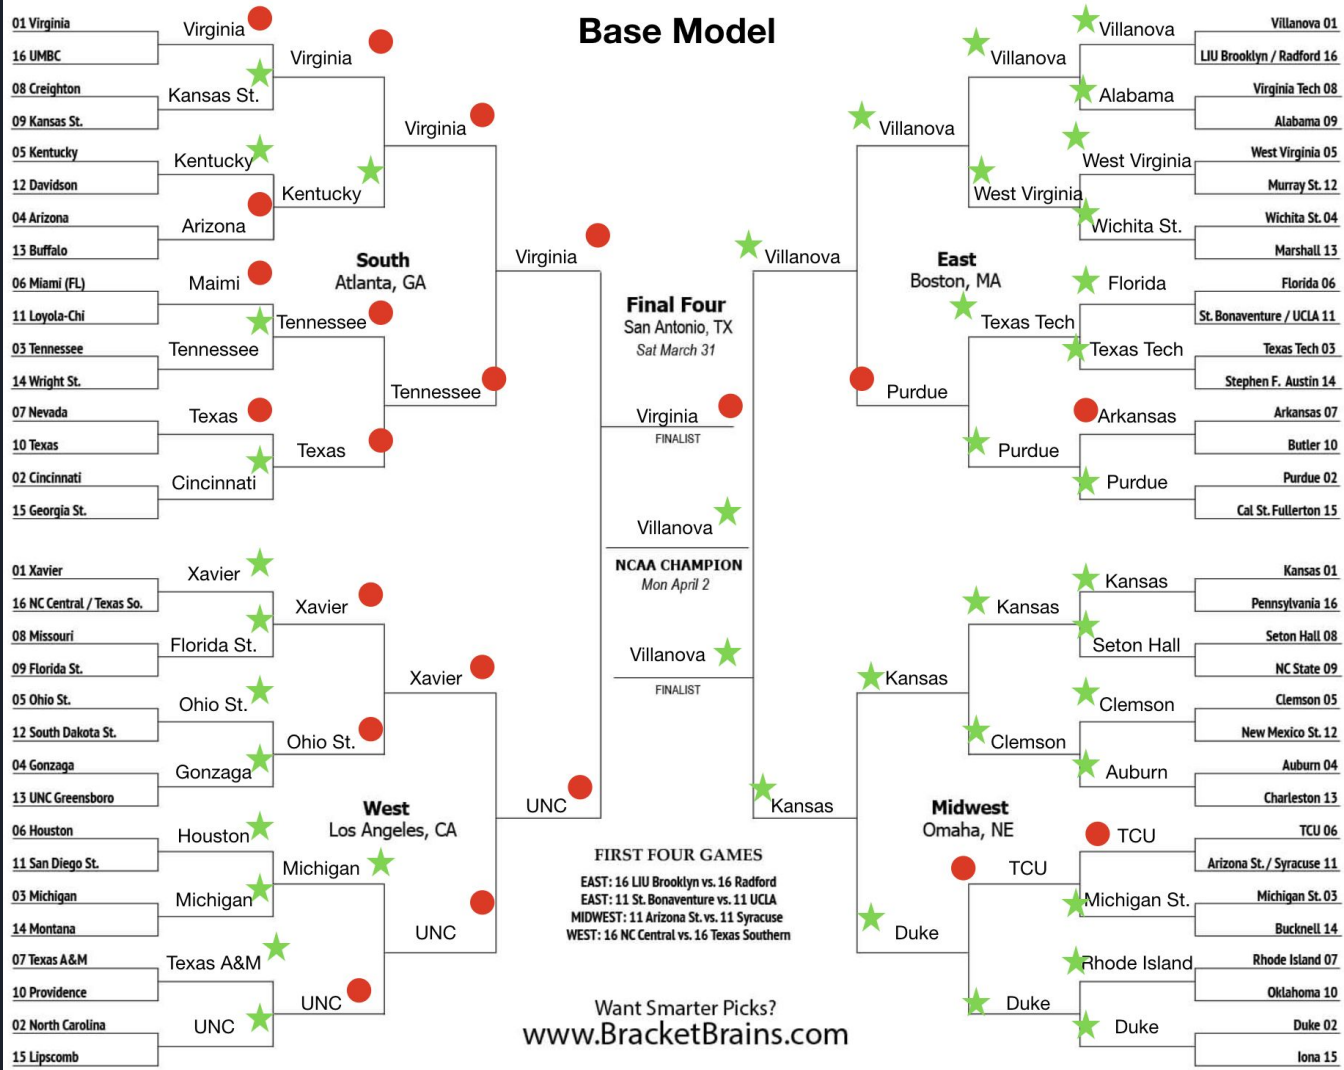 Base Model
01 Virginia
16 UMBC
08 Creighton
09 Kansas St.
05 Kentucky
12 Davidson
04 Arizona
13 Buffalo
06 Miami (FL)
11 Loyola-Chi
03 Tennessee
14 Wright St.
07 Nevada
10 Texas
02 Cincinnati
15 Georgia St.
Virginia
Kansas St.
Kentucky
Arizona
Maimi
Tennessee
Texas
Cincinnati
Virginia
Kentucky
Tennessee
Texas
Virginia
Tennessee
Virginia
South
Atlanta, GA
01 Xavier
16 NC Central / Texas So.
08 Missouri
09 Florida St.
05 Ohio St.
12 South Dakota St.
04 Gonzaga
13 UNC Greensboro
06 Houston
11 San Diego St.
03 Michigan
14 Montana
07 Texas A&M
10 Providence
02 North Carolina
15 Lipscomb
Xavier
Florida St.
Ohio St.
Gonzaga
Houston
Michigan
Texas A&M
UNC
Xavier
Ohio St.
Michigan
UNC
Xavier
UNC
UNC
West
Los Angeles, CA
Final Four
San Antonio, TX
Sat March 31
Virginia
FINALIST
Villanova
NCAA CHAMPION
Mon April 2
Villanova
FINALIST
Villanova 01
LIU Brooklyn / Radford 16
Virginia Tech 08
Alabama 09
West Virginia 05
Murray St. 12
Wichita St. 04
Marshall 13
Florida 06
St. Bonaventure / UCLA 11
Texas Tech 03
Stephen F. Austin 14
Arkansas 07
Butler 10
Purdue 02
Cal St. Fullerton 15
Villanova
Alabama
West Virginia
Wichita St.
Florida
Texas Tech
Arkansas
Purdue
Villanova
West Virginia
Texas Tech
Purdue
Villanova
Purdue
Villanova
East
Boston, MA
Kansas 01
Pennsylvania 16
Seton Hall 08
NC State 09
Clemson 05
New Mexico St. 12
Auburn 04
Charleston 13
TCU 06
Arizona St. / Syracuse 11
Michigan St. 03
Bucknell 14
Rhode Island 07
Oklahoma 10
Duke 02
Iona 15
Kansas
Seton Hall
Clemson
Auburn
TCU
Michigan St.
Rhode Island
Duke
Kansas
Clemson
TCU
Duke
Kansas
Duke
Kansas
Midwest
Omaha, NE
FIRST FOUR GAMES
EAST: 16 LIU Brooklyn vs. 16 Radford
EAST: 11 St. Bonaventure vs. 11 UCLA
MIDWEST: 11 Arizona St. vs. 11 Syracuse
WEST: 16 NC Central vs. 16 Texas Southern
Want Smarter Picks?
www.BracketBrains.com